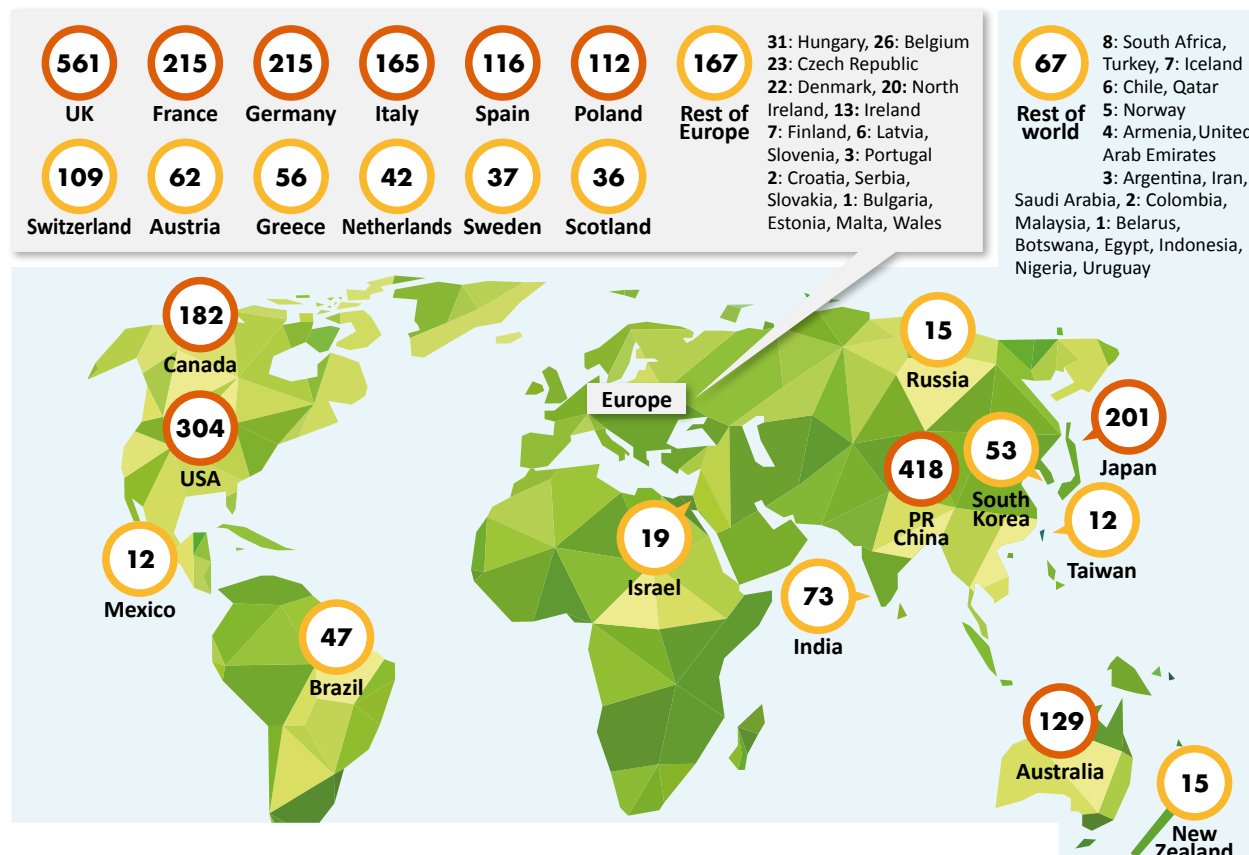 561
UK
215
France
215
Germany
165
Italy
116
Spain
112
Poland
109
Switzerland
62
Austria
56
Greece
42
Netherlands
37
Sweden
36
Scotland
167
Rest of
Europe
31: Hungary, 26: Belgium
23: Czech Republic
22: Denmark, 20: North
Ireland, 13: Ireland
7: Finland, 6: Latvia,
Slovenia, 3: Portugal
2: Croatia, Serbia,
Slovakia, 1: Bulgaria,
Estonia, Malta, Wales
67
Rest of
world
8: South Africa,
Turkey, 7: Iceland
6: Chile, Qatar
5: Norway
4: Armenia,United
Arab Emirates
3: Argentina, Iran,
Saudi Arabia, 2: Colombia,
Malaysia, 1: Belarus,
Botswana, Egypt, Indonesia,
Nigeria, Uruguay
182
Canada
304
USA
12
Mexico
47
Brazil
Europe
19
Israel
15
Russia
418
PR
China
53
South
Korea
201
Japan
12
Taiwan
73
India
129
Australia
15
New
Zealand